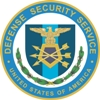 DEFENSE SECURITY SERVICE
UNITED STATES OF AMERICA